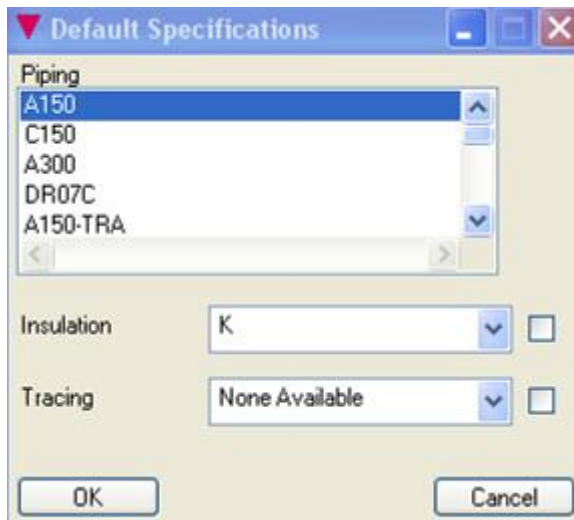 Default Specifications
Piping
A150
C150
A300
DR07C
A150-TRA
Insulation K
Tracing None Available
OK Cancel